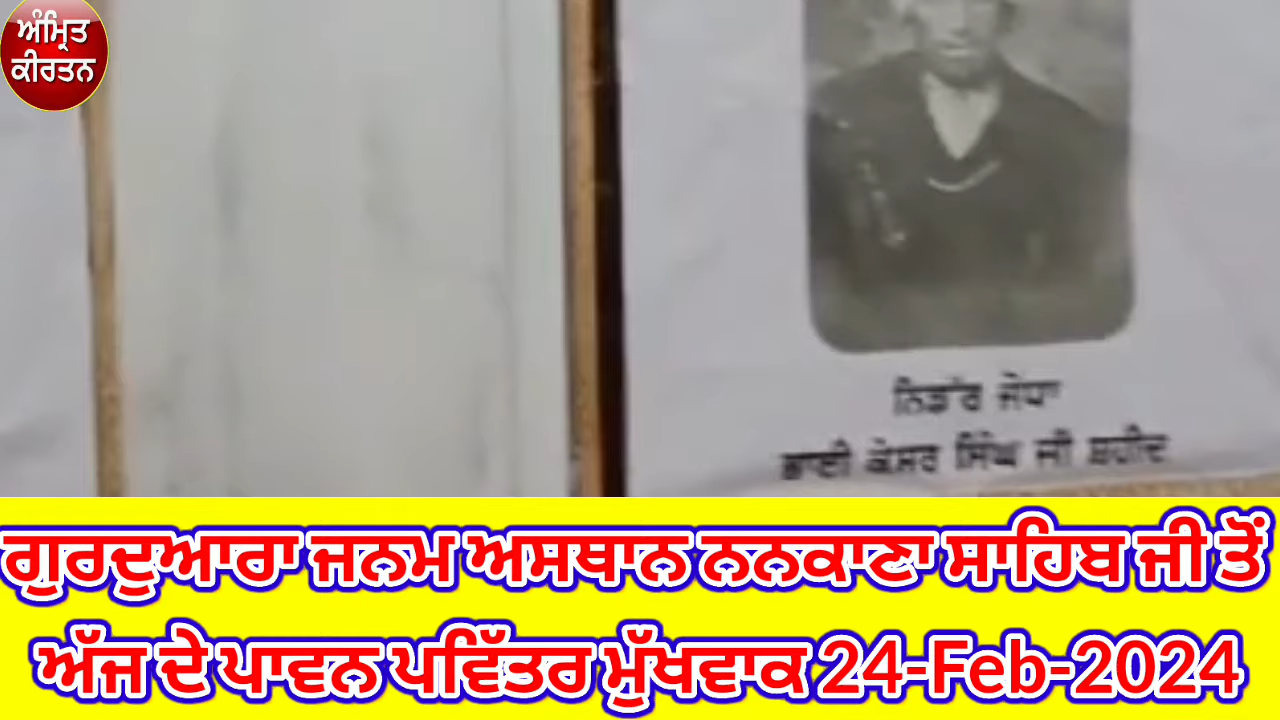 ਅੰਮ੍ਰਿਤ
ਕੀਰਤਨ
ਨਿਡਰ ਜੋਧਾ
ਭਾਈ ਕੇਸਰ ਸਿੰਘ ਜੀ ਸ਼ਹੀਦ
ਗੁਰਦੁਆਰਾ ਜਨਮ ਅਸਥਾਨ ਨਨਕਾਣਾ ਸਾਹਿਬ ਜੀ ਤੋਂ
ਅੱਜ ਦੇ ਪਾਵਨ ਪਵਿੱਤਰ ਮੁੱਖਵਾਕ 24-Feb-2024